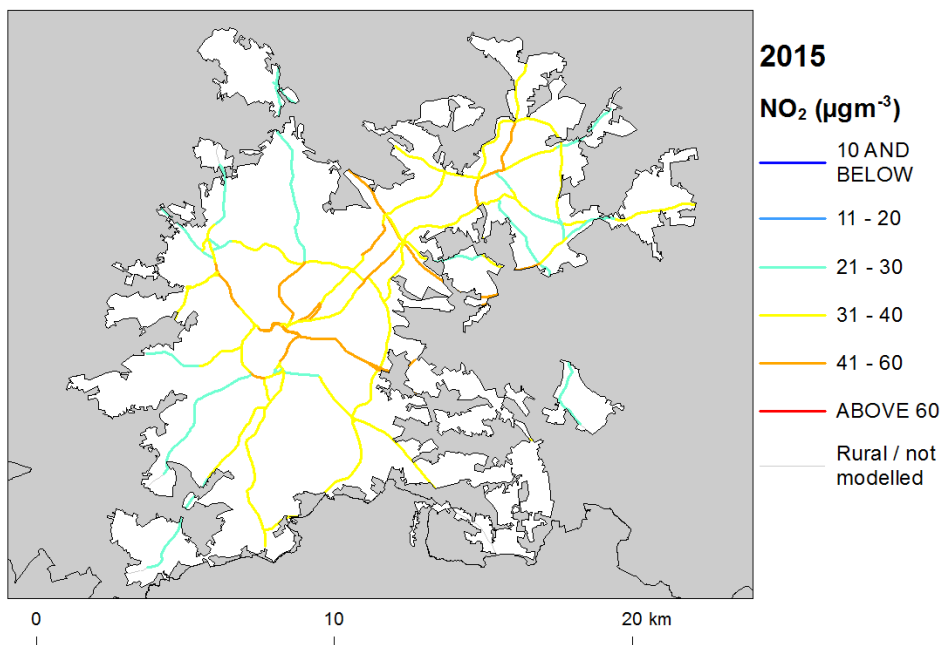 2015
NO₂ (µgm⁻³)
10 AND
BELOW
11 - 20
21 - 30
31 - 40
41 - 60
ABOVE 60
Rural / not
modelled
0 10 20 km